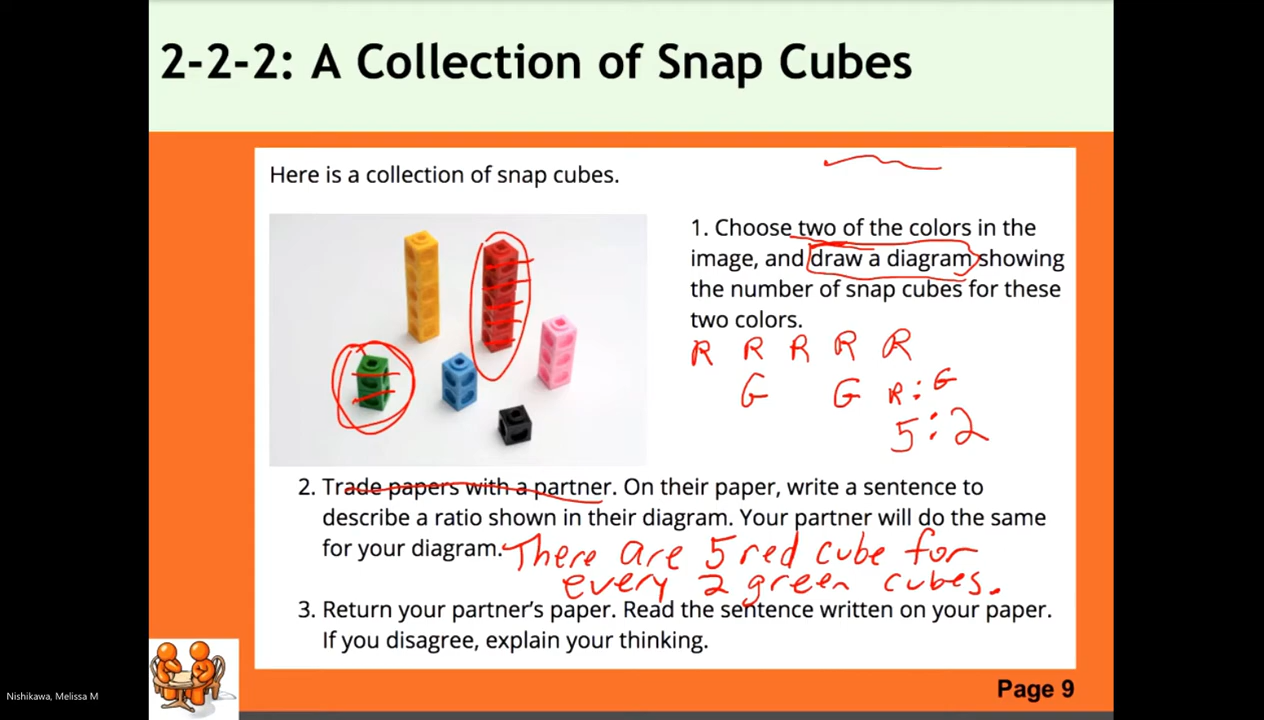 2-2-2: A Collection of Snap Cubes
Here is a collection of snap cubes.
1. Choose two of the colors in the
image, and draw a diagram showing
the number of snap cubes for these
two colors.
R R R R R
G G R : G
5 : 2
2. Trade papers with a partner. On their paper, write a sentence to
describe a ratio shown in their diagram. Your partner will do the same
for your diagram. There are 5 red cube for
every 2 green cubes.
3. Return your partner's paper. Read the sentence written on your paper.
If you disagree, explain your thinking.
Page 9
Nishikawa, Melissa M